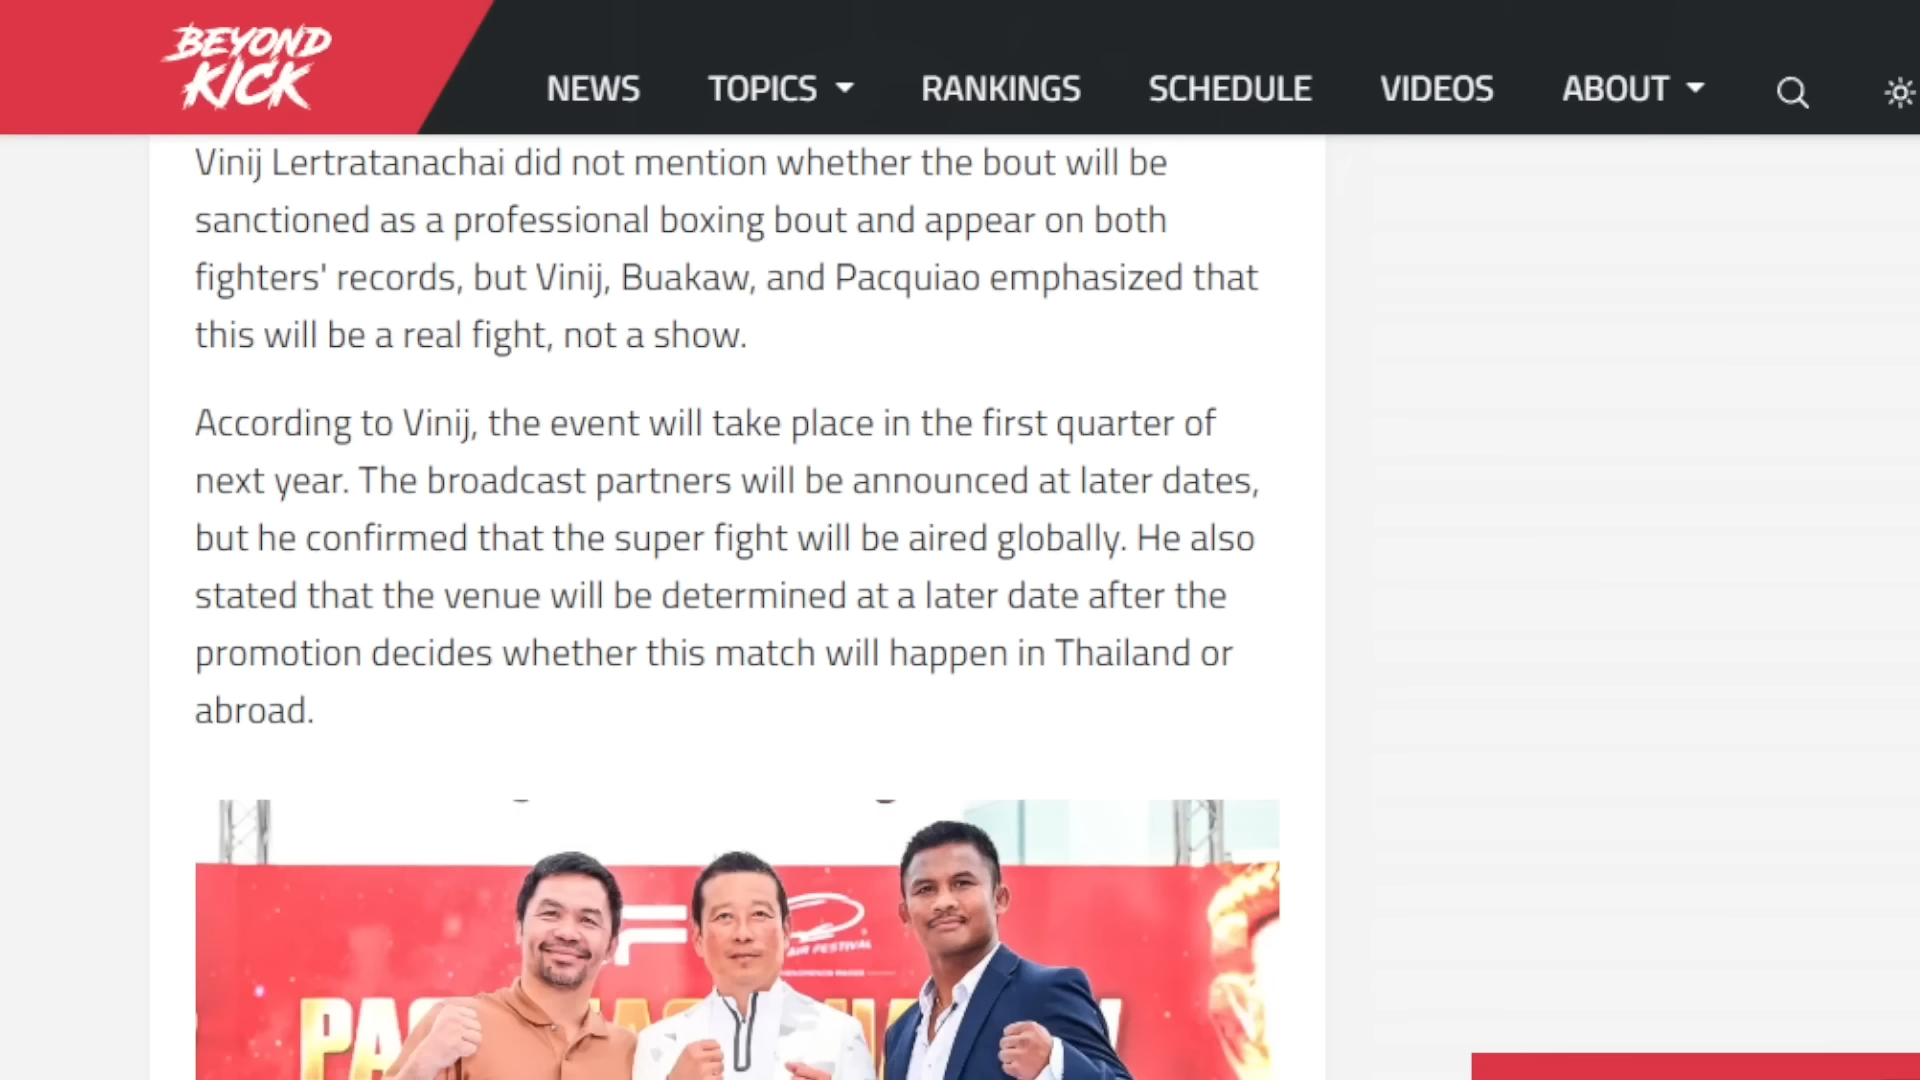 BEYOND
KICK
NEWS
TOPICS
RANKINGS
SCHEDULE
VIDEOS
ABOUT
Vinij Lertratanachai did not mention whether the bout will be
sanctioned as a professional boxing bout and appear on both
fighters' records, but Vinij, Buakaw, and Pacquiao emphasized that
this will be a real fight, not a show.
According to Vinij, the event will take place in the first quarter of
next year. The broadcast partners will be announced at later dates,
but he confirmed that the super fight will be aired globally. He also
stated that the venue will be determined at a later date after the
promotion decides whether this match will happen in Thailand or
abroad.
AIR FESTIVAL